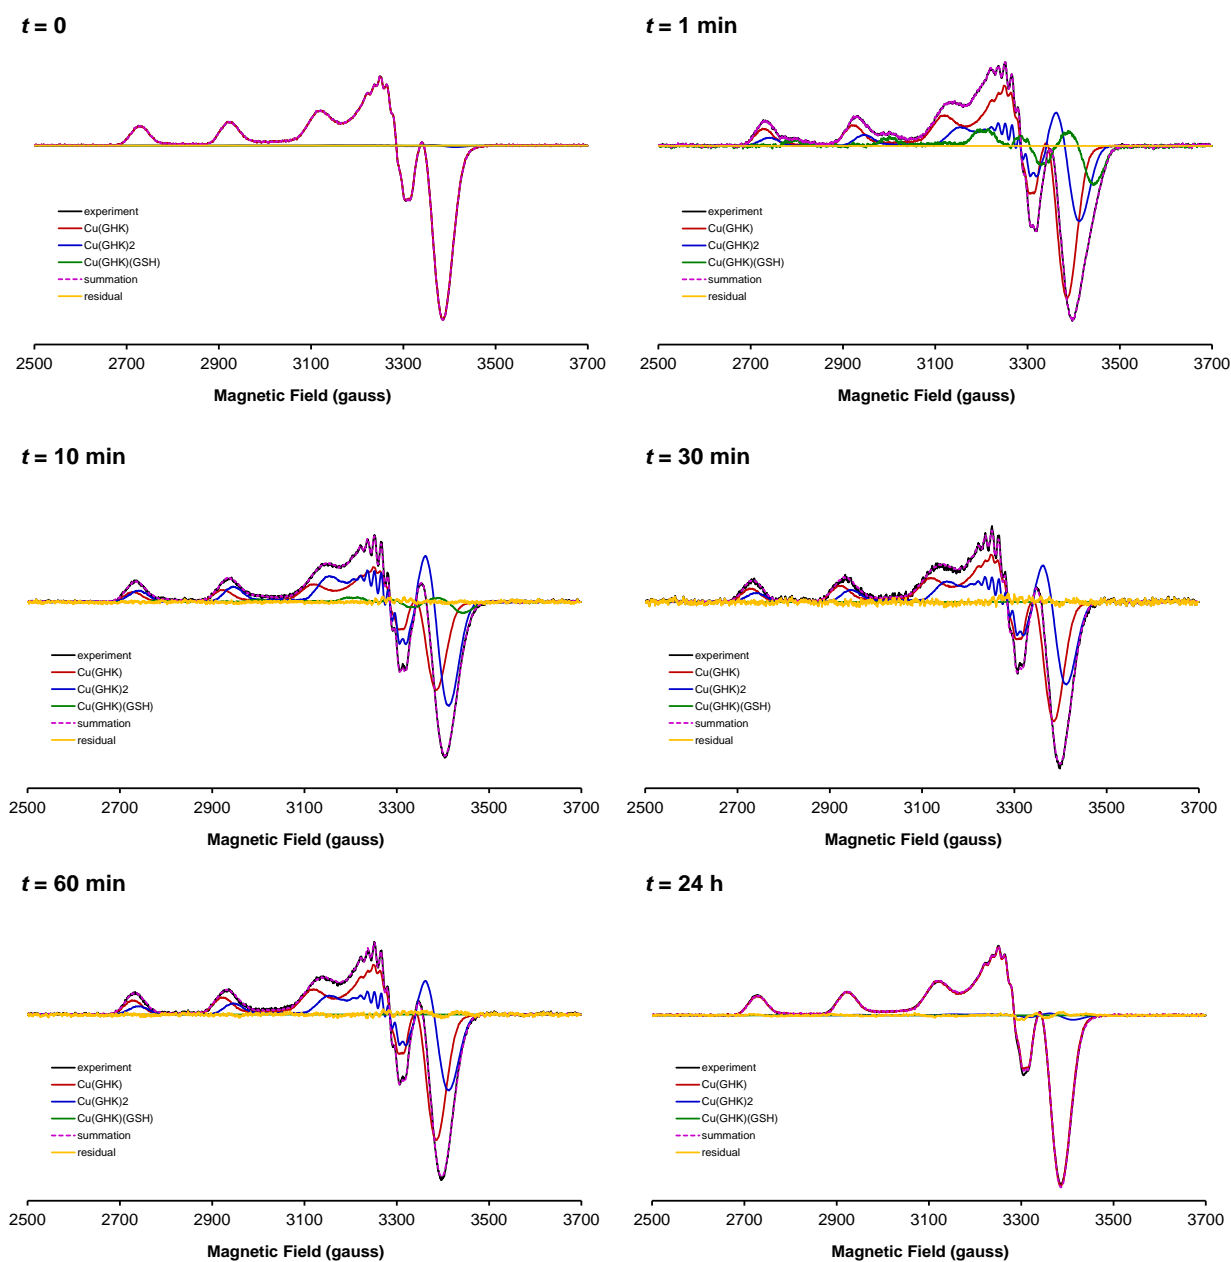 t = 0
experiment
Cu(GHK)
Cu(GHK)2
Cu(GHK)(GSH)
summation
residual
2500 2700 2900 3100 3300 3500 3700
Magnetic Field (gauss)
t = 1 min
experiment
Cu(GHK)
Cu(GHK)2
Cu(GHK)(GSH)
summation
residual
2500 2700 2900 3100 3300 3500 3700
Magnetic Field (gauss)
t = 10 min
experiment
Cu(GHK)
Cu(GHK)2
Cu(GHK)(GSH)
summation
residual
2500 2700 2900 3100 3300 3500 3700
Magnetic Field (gauss)
t = 30 min
experiment
Cu(GHK)
Cu(GHK)2
Cu(GHK)(GSH)
summation
residual
2500 2700 2900 3100 3300 3500 3700
Magnetic Field (gauss)
t = 60 min
experiment
Cu(GHK)
Cu(GHK)2
Cu(GHK)(GSH)
summation
residual
2500 2700 2900 3100 3300 3500 3700
Magnetic Field (gauss)
t = 24 h
experiment
Cu(GHK)
Cu(GHK)2
Cu(GHK)(GSH)
summation
residual
2500 2700 2900 3100 3300 3500 3700
Magnetic Field (gauss)